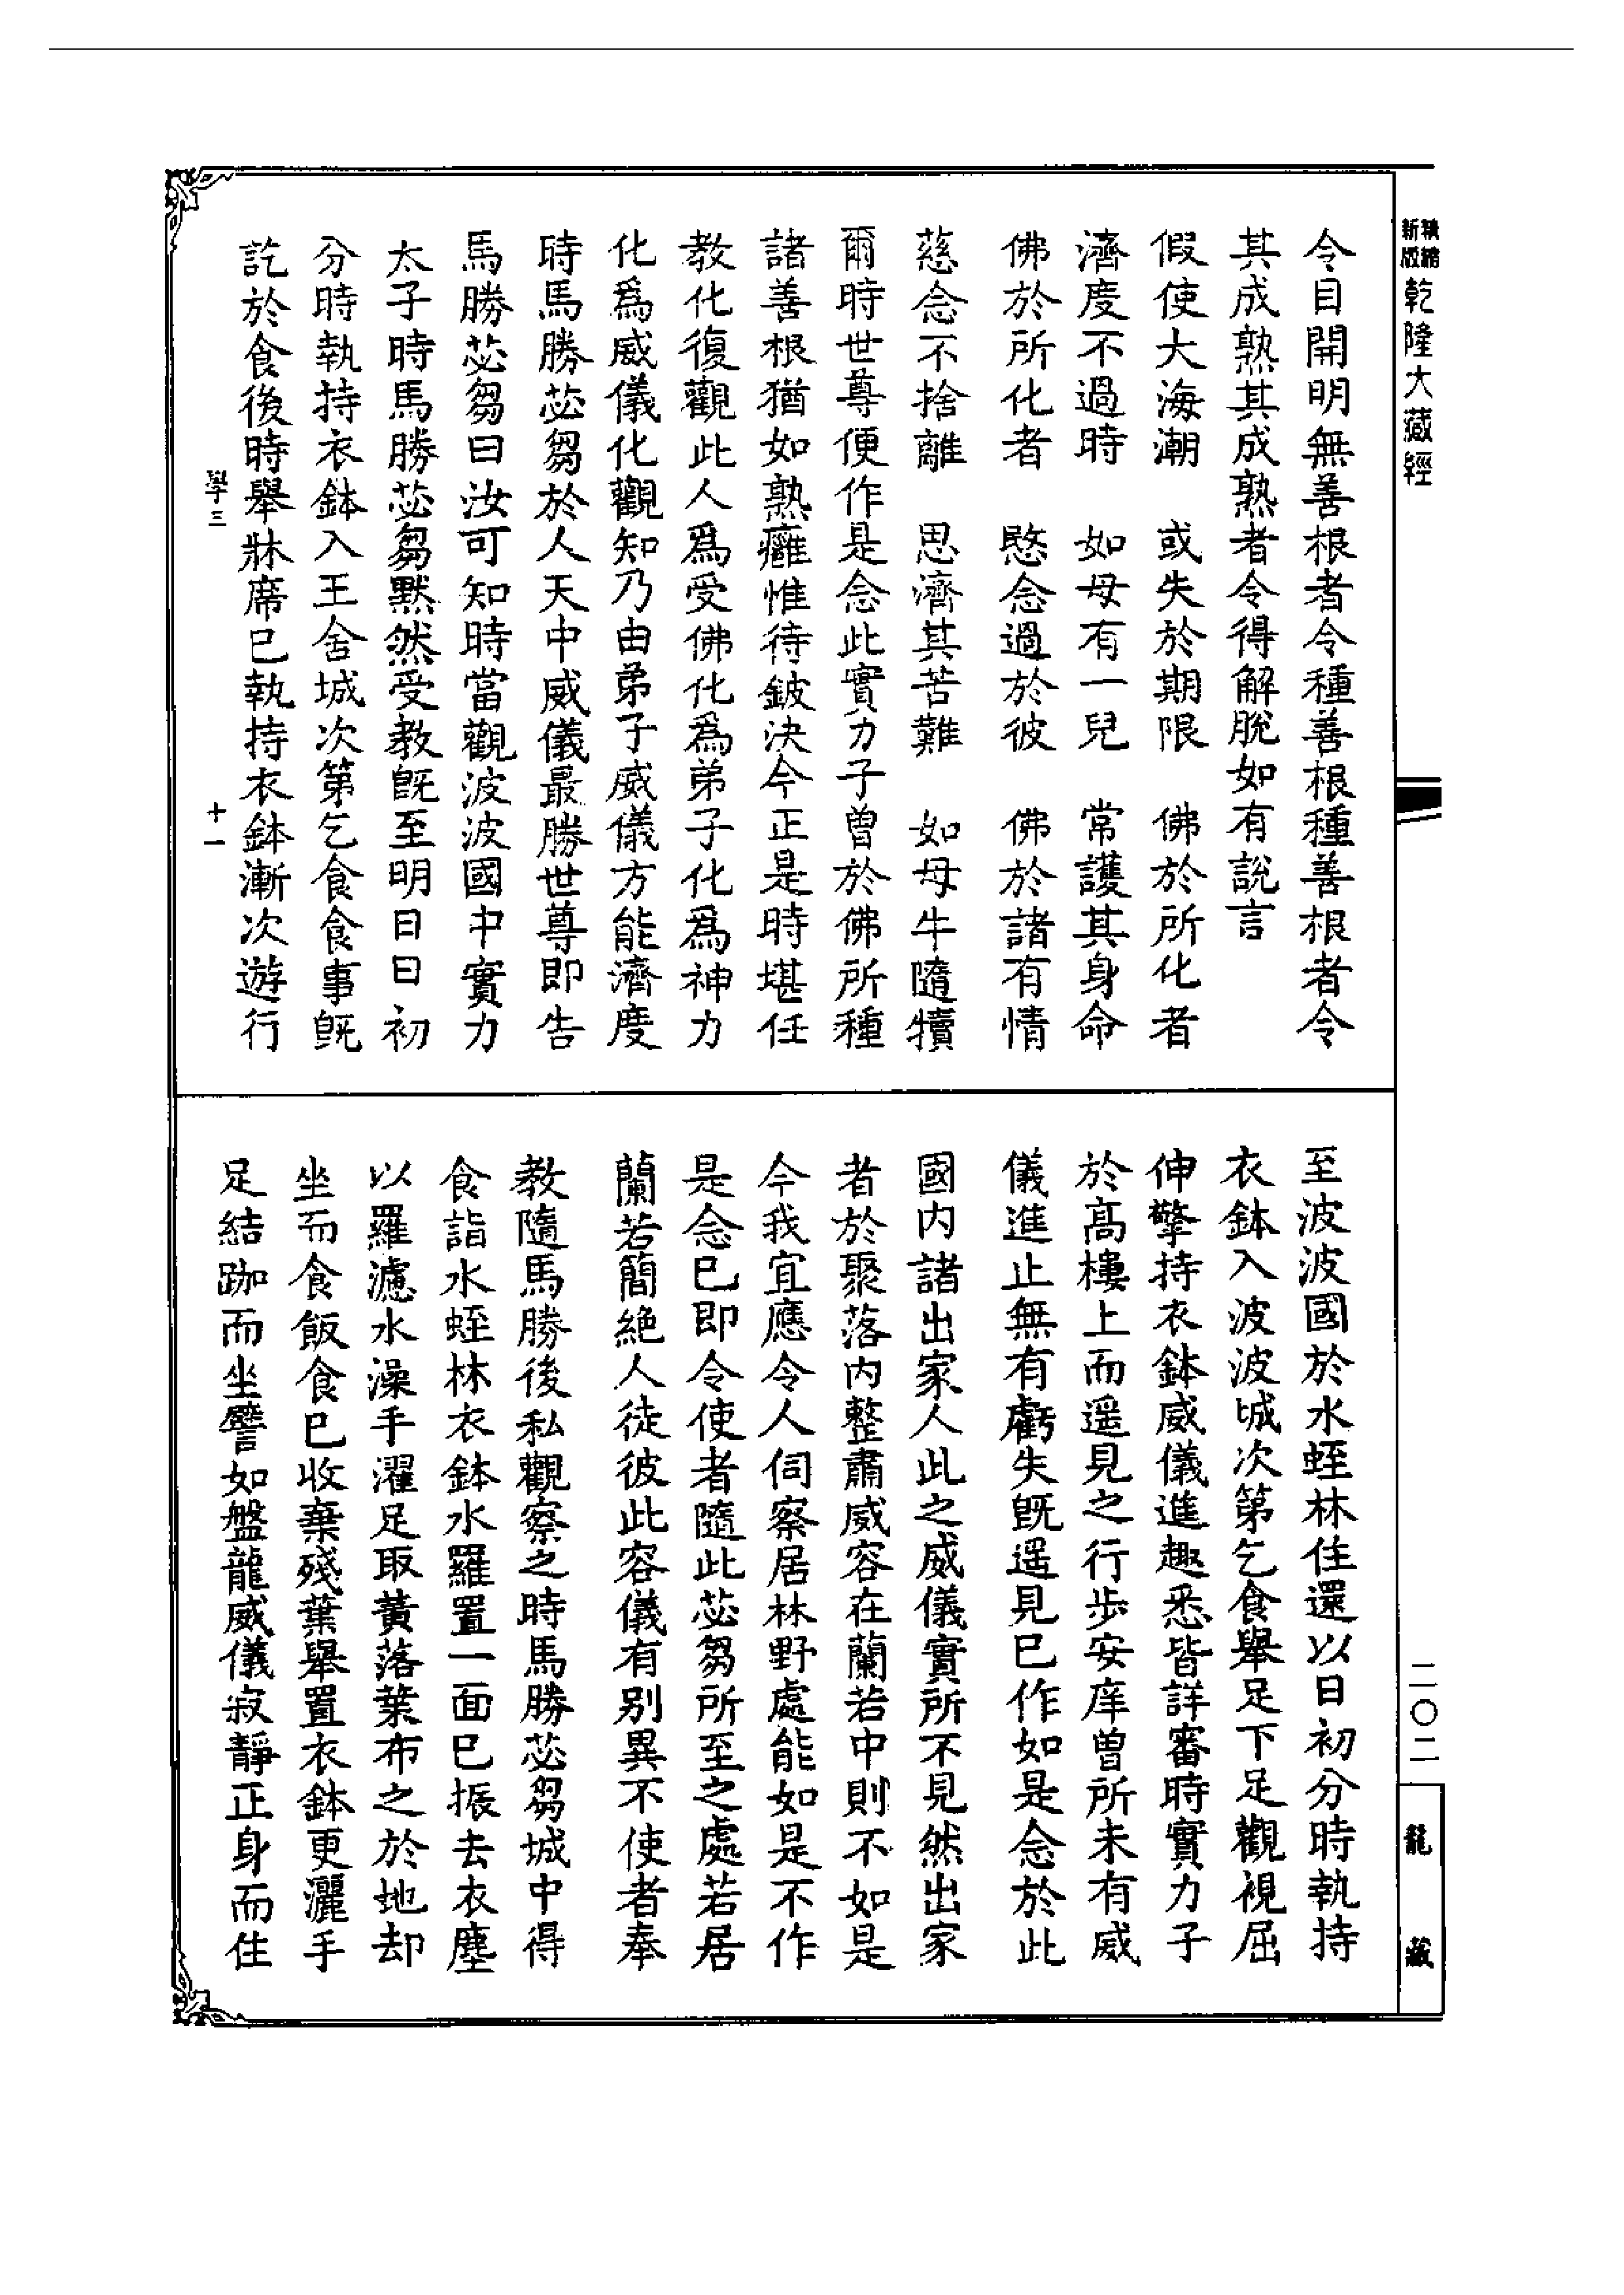 新版
精縮
乾隆大藏經
令目開明無善根者令種善根種善根者令
其成熟其成熟者令得解脫如有說言
假使大海潮　或失於期限　佛於所化者
濟度不過時　如母有一兒　常護其身命
佛於所化者　愍念過於彼　佛於諸有情
慈念不捨離　思濟其苦難　如母牛隨犢
爾時世尊便作是念此實力子曾於佛所種
諸善根猶如熟癰惟待鈹決今正是時堪任
教化復觀此人爲受佛化爲弟子化爲神力
化爲威儀化觀知乃由弟子威儀方能濟度
時馬勝苾芻於人天中威儀最勝世尊即告
馬勝苾芻曰汝可知時當觀波波國中實力
太子時馬勝苾芻默然受教旣至明日日初
分時執持衣鉢入王舍城次第乞食食事旣
訖於食後時舉牀席已執持衣鉢漸次遊行
學三
十一
至波波國於水蛭林住還以日初分時執持
衣鉢入波波城次第乞食舉足下足觀視屈
伸擎持衣鉢威儀進趣悉皆詳審時實力子
於高樓上而遥見之行步安庠曾所未有威
儀進止無有虧失旣遥見已作如是念於此
國内諸出家人此之威儀實所不見然出家
者於聚落内整肅威容在蘭若中則不如是
今我宜應令人伺察居林野處能如是不作
是念已即令使者隨此苾芻所至之處若居
蘭若簡絶人徒彼此容儀有别異不使者奉
教隨馬勝後私觀察之時馬勝苾芻城中得
食詣水蛭林衣鉢水羅置一面已振去衣塵
以羅濾水澡手濯足取黃落葉布之於地却
坐而食飯食已收棄殘葉舉置衣鉢更灑手
足結跏而坐譬如盤龍威儀寂靜正身而住
二〇二
龍藏